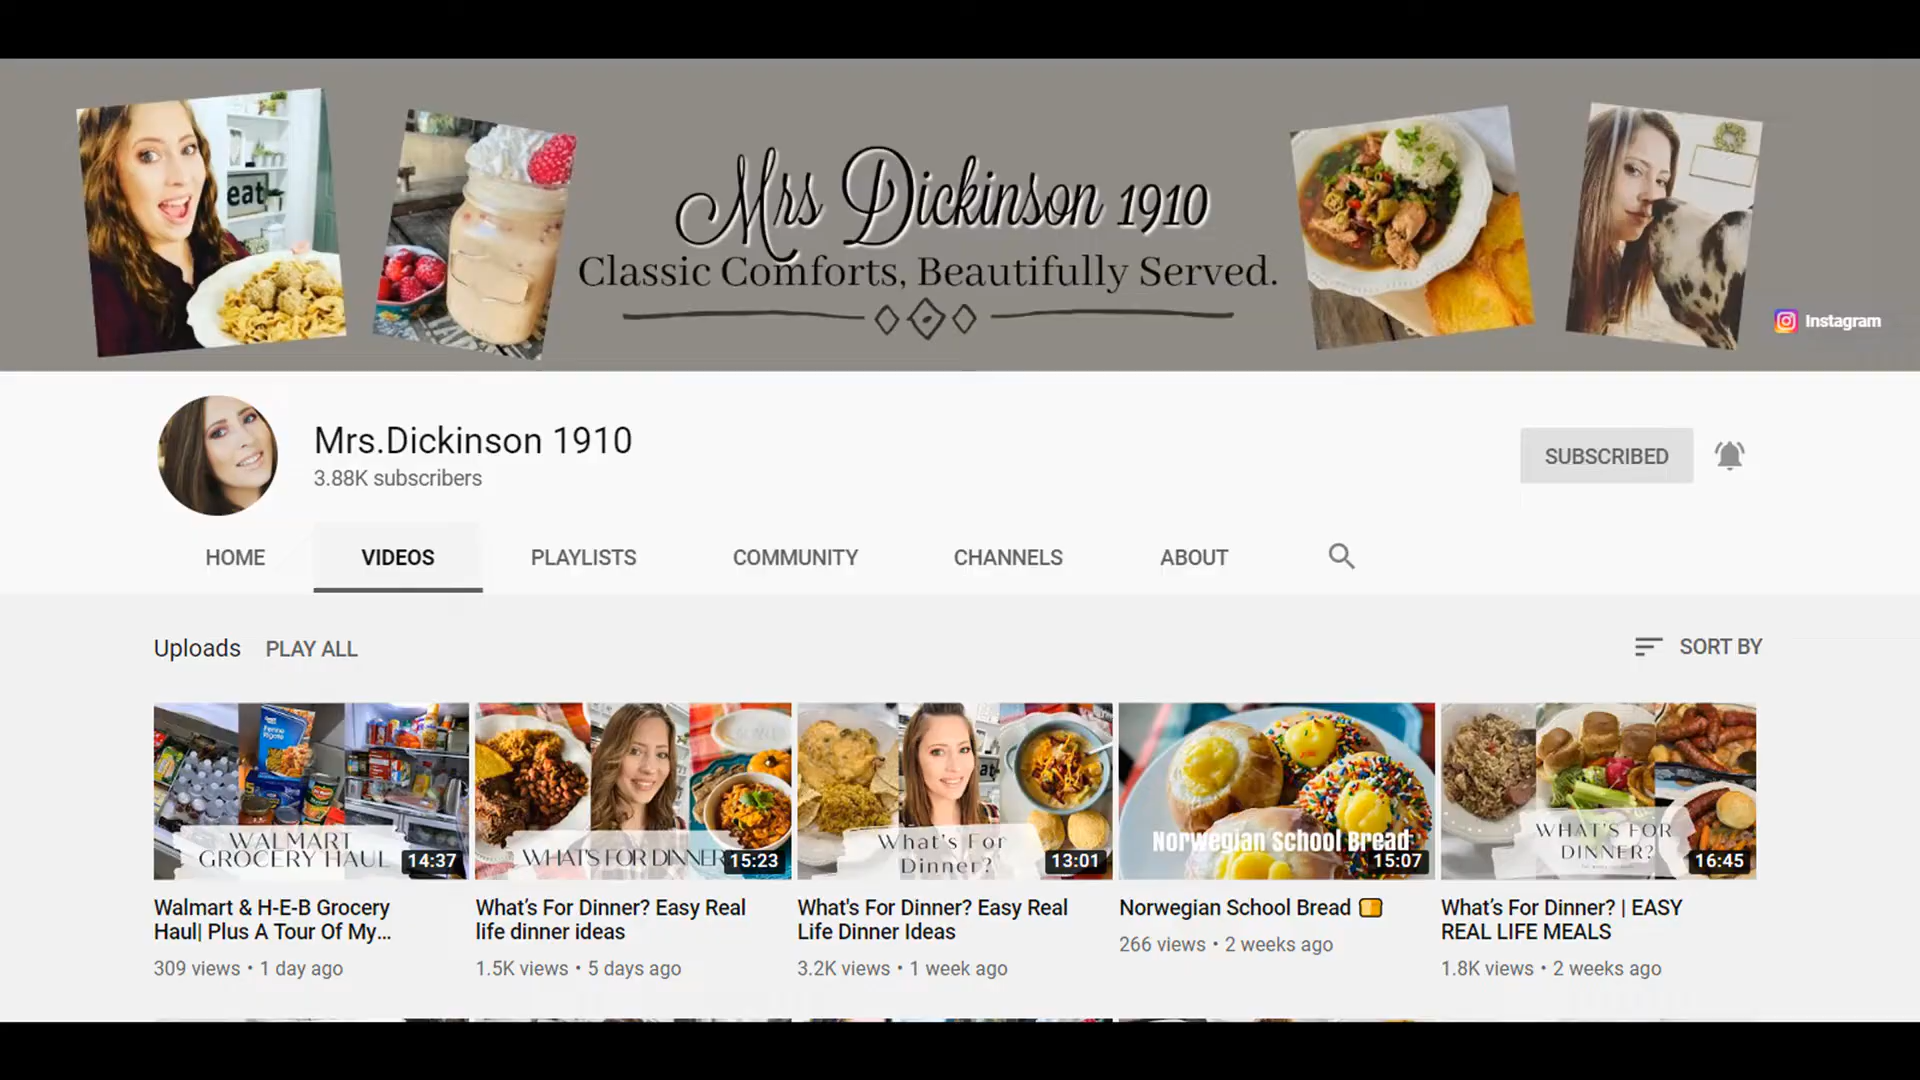 eat
Mrs Dickinson 1910
Classic Comforts, Beautifully Served.
Instagram
Mrs.Dickinson 1910
3.88K subscribers
SUBSCRIBED
HOME VIDEOS PLAYLISTS COMMUNITY CHANNELS ABOUT
Uploads PLAY ALL
SORT BY
Penne
Rigate
WALMART
GROCERY HAUL
14:37
WHAT'S FOR DINNER
15:23
eat
What's For
Dinner?
13:01
Norwegian School Bread
15:07
WHAT'S FOR
DINNER?
16:45
Walmart & H-E-B Grocery
Haul| Plus A Tour Of My...
309 views • 1 day ago
What’s For Dinner? Easy Real
life dinner ideas
1.5K views • 5 days ago
What's For Dinner? Easy Real
Life Dinner Ideas
3.2K views • 1 week ago
Norwegian School Bread 🍞
266 views • 2 weeks ago
What’s For Dinner? | EASY
REAL LIFE MEALS
1.8K views • 2 weeks ago